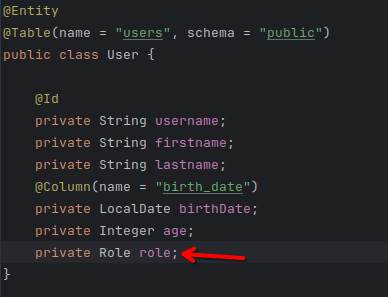 @Entity
@Table(name = "users", schema = "public")
public class User {
@Id
private String username;
private String firstname;
private String lastname;
@Column(name = "birth_date")
private LocalDate birthDate;
private Integer age;
private Role role;
}